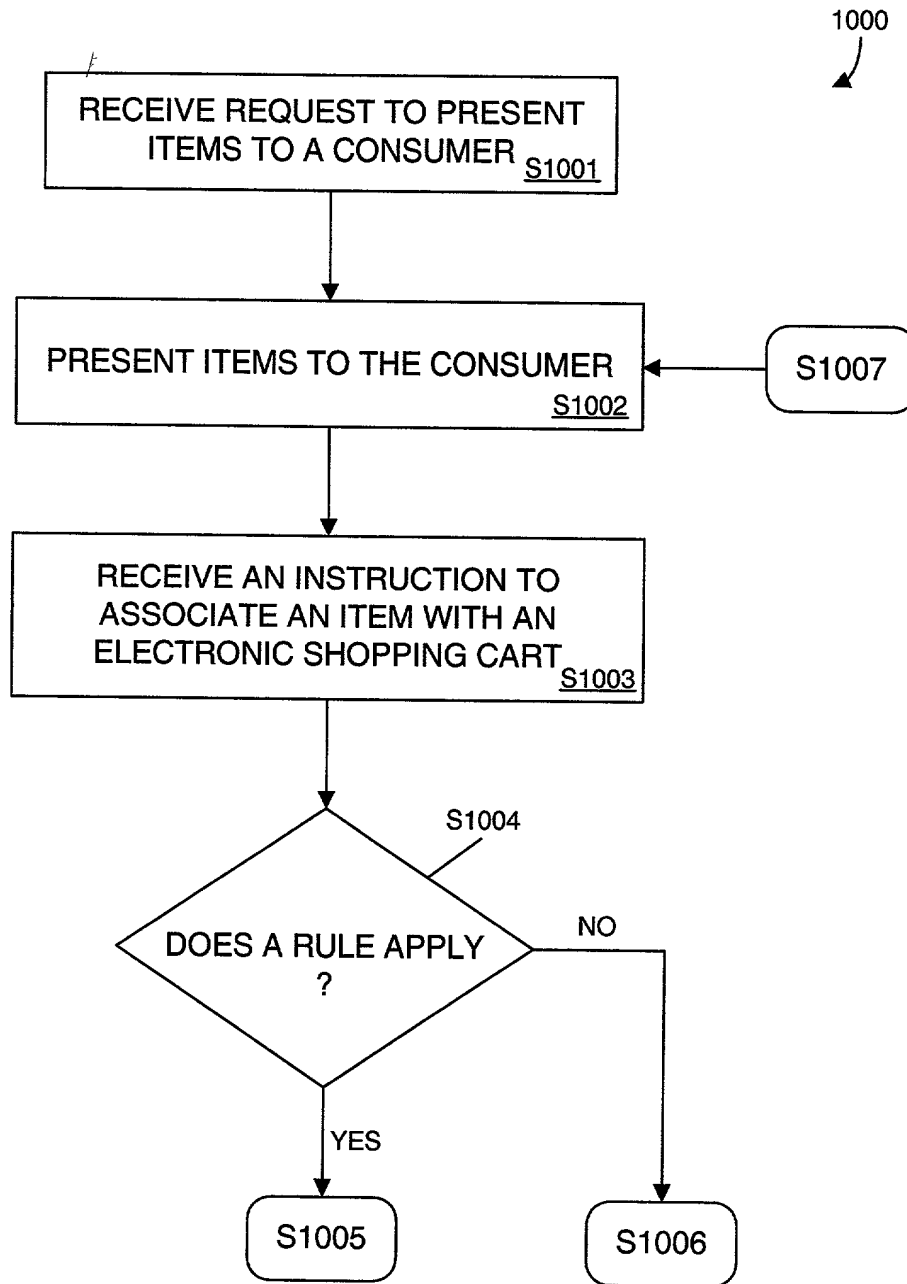 1000
RECEIVE REQUEST TO PRESENT
ITEMS TO A CONSUMER
S1001
PRESENT ITEMS TO THE CONSUMER
S1002
S1007
RECEIVE AN INSTRUCTION TO
ASSOCIATE AN ITEM WITH AN
ELECTRONIC SHOPPING CART
S1003
S1004
DOES A RULE APPLY
?
NO
YES
S1005
S1006